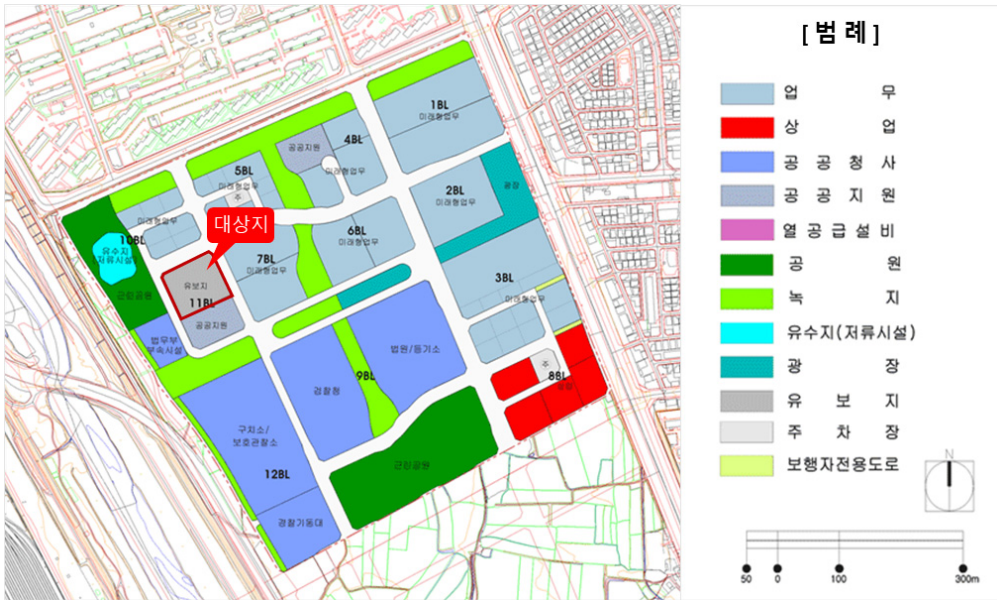 [ 범 례 ]
업 무
상 업
공 공 청 사
공 공 지 원
열 공 급 설 비
공 원
녹 지
유수지(저류시설)
광 장
유 보 지
주 차 장
보행자전용도로
N
50 0 100 300m
1BL
미래형업무
4BL
공공지원
미래형업무
5BL
미래형업무
주
2BL
미래형업무
광장
미래형업무
10BL
유수지
(저류시설)
근린공원
대상지
6BL
미래형업무
7BL
미래형업무
유보지
11BL
공공지원
3BL
미래형업무
법무부
부속시설
법원/등기소
9BL
검찰청
주
8BL
구치소/
보호관찰소
12BL
근린공원
경찰기동대